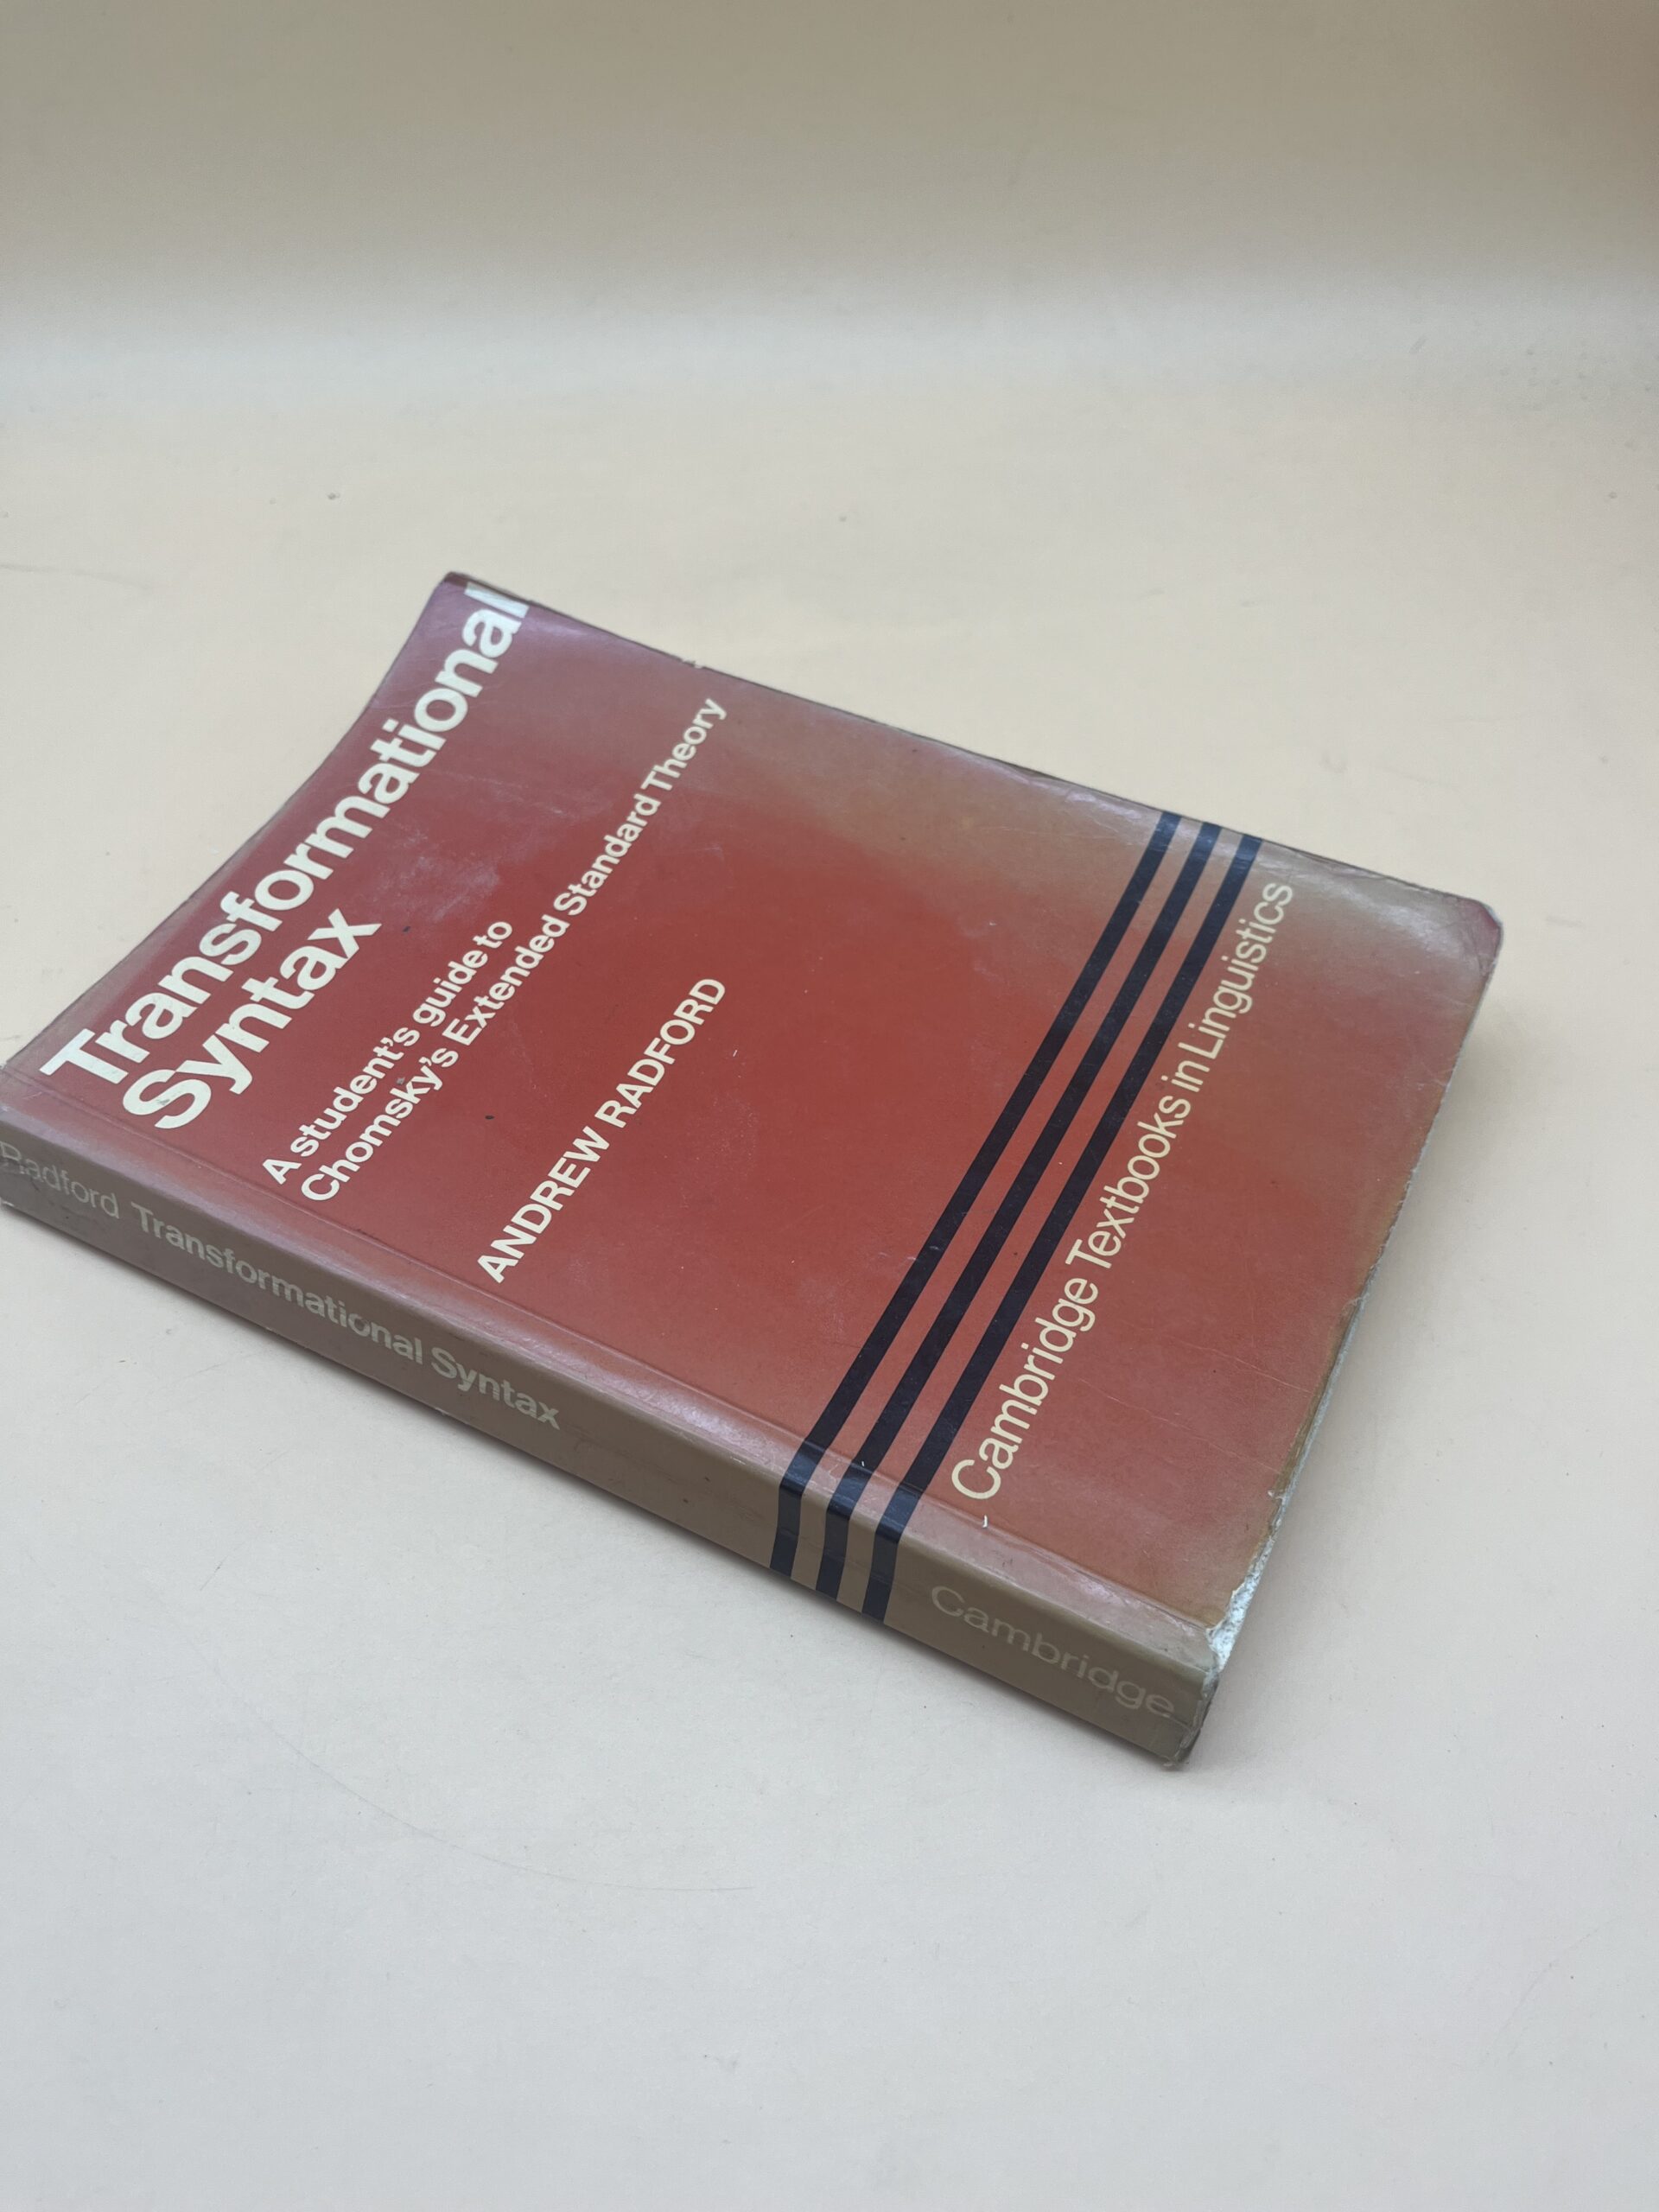 Transformational
Syntax
A student's guide to
Chomsky's Extended Standard Theory
ANDREW RADFORD
Cambridge Textbooks in Linguistics
Radford Transformational Syntax
Cambridge